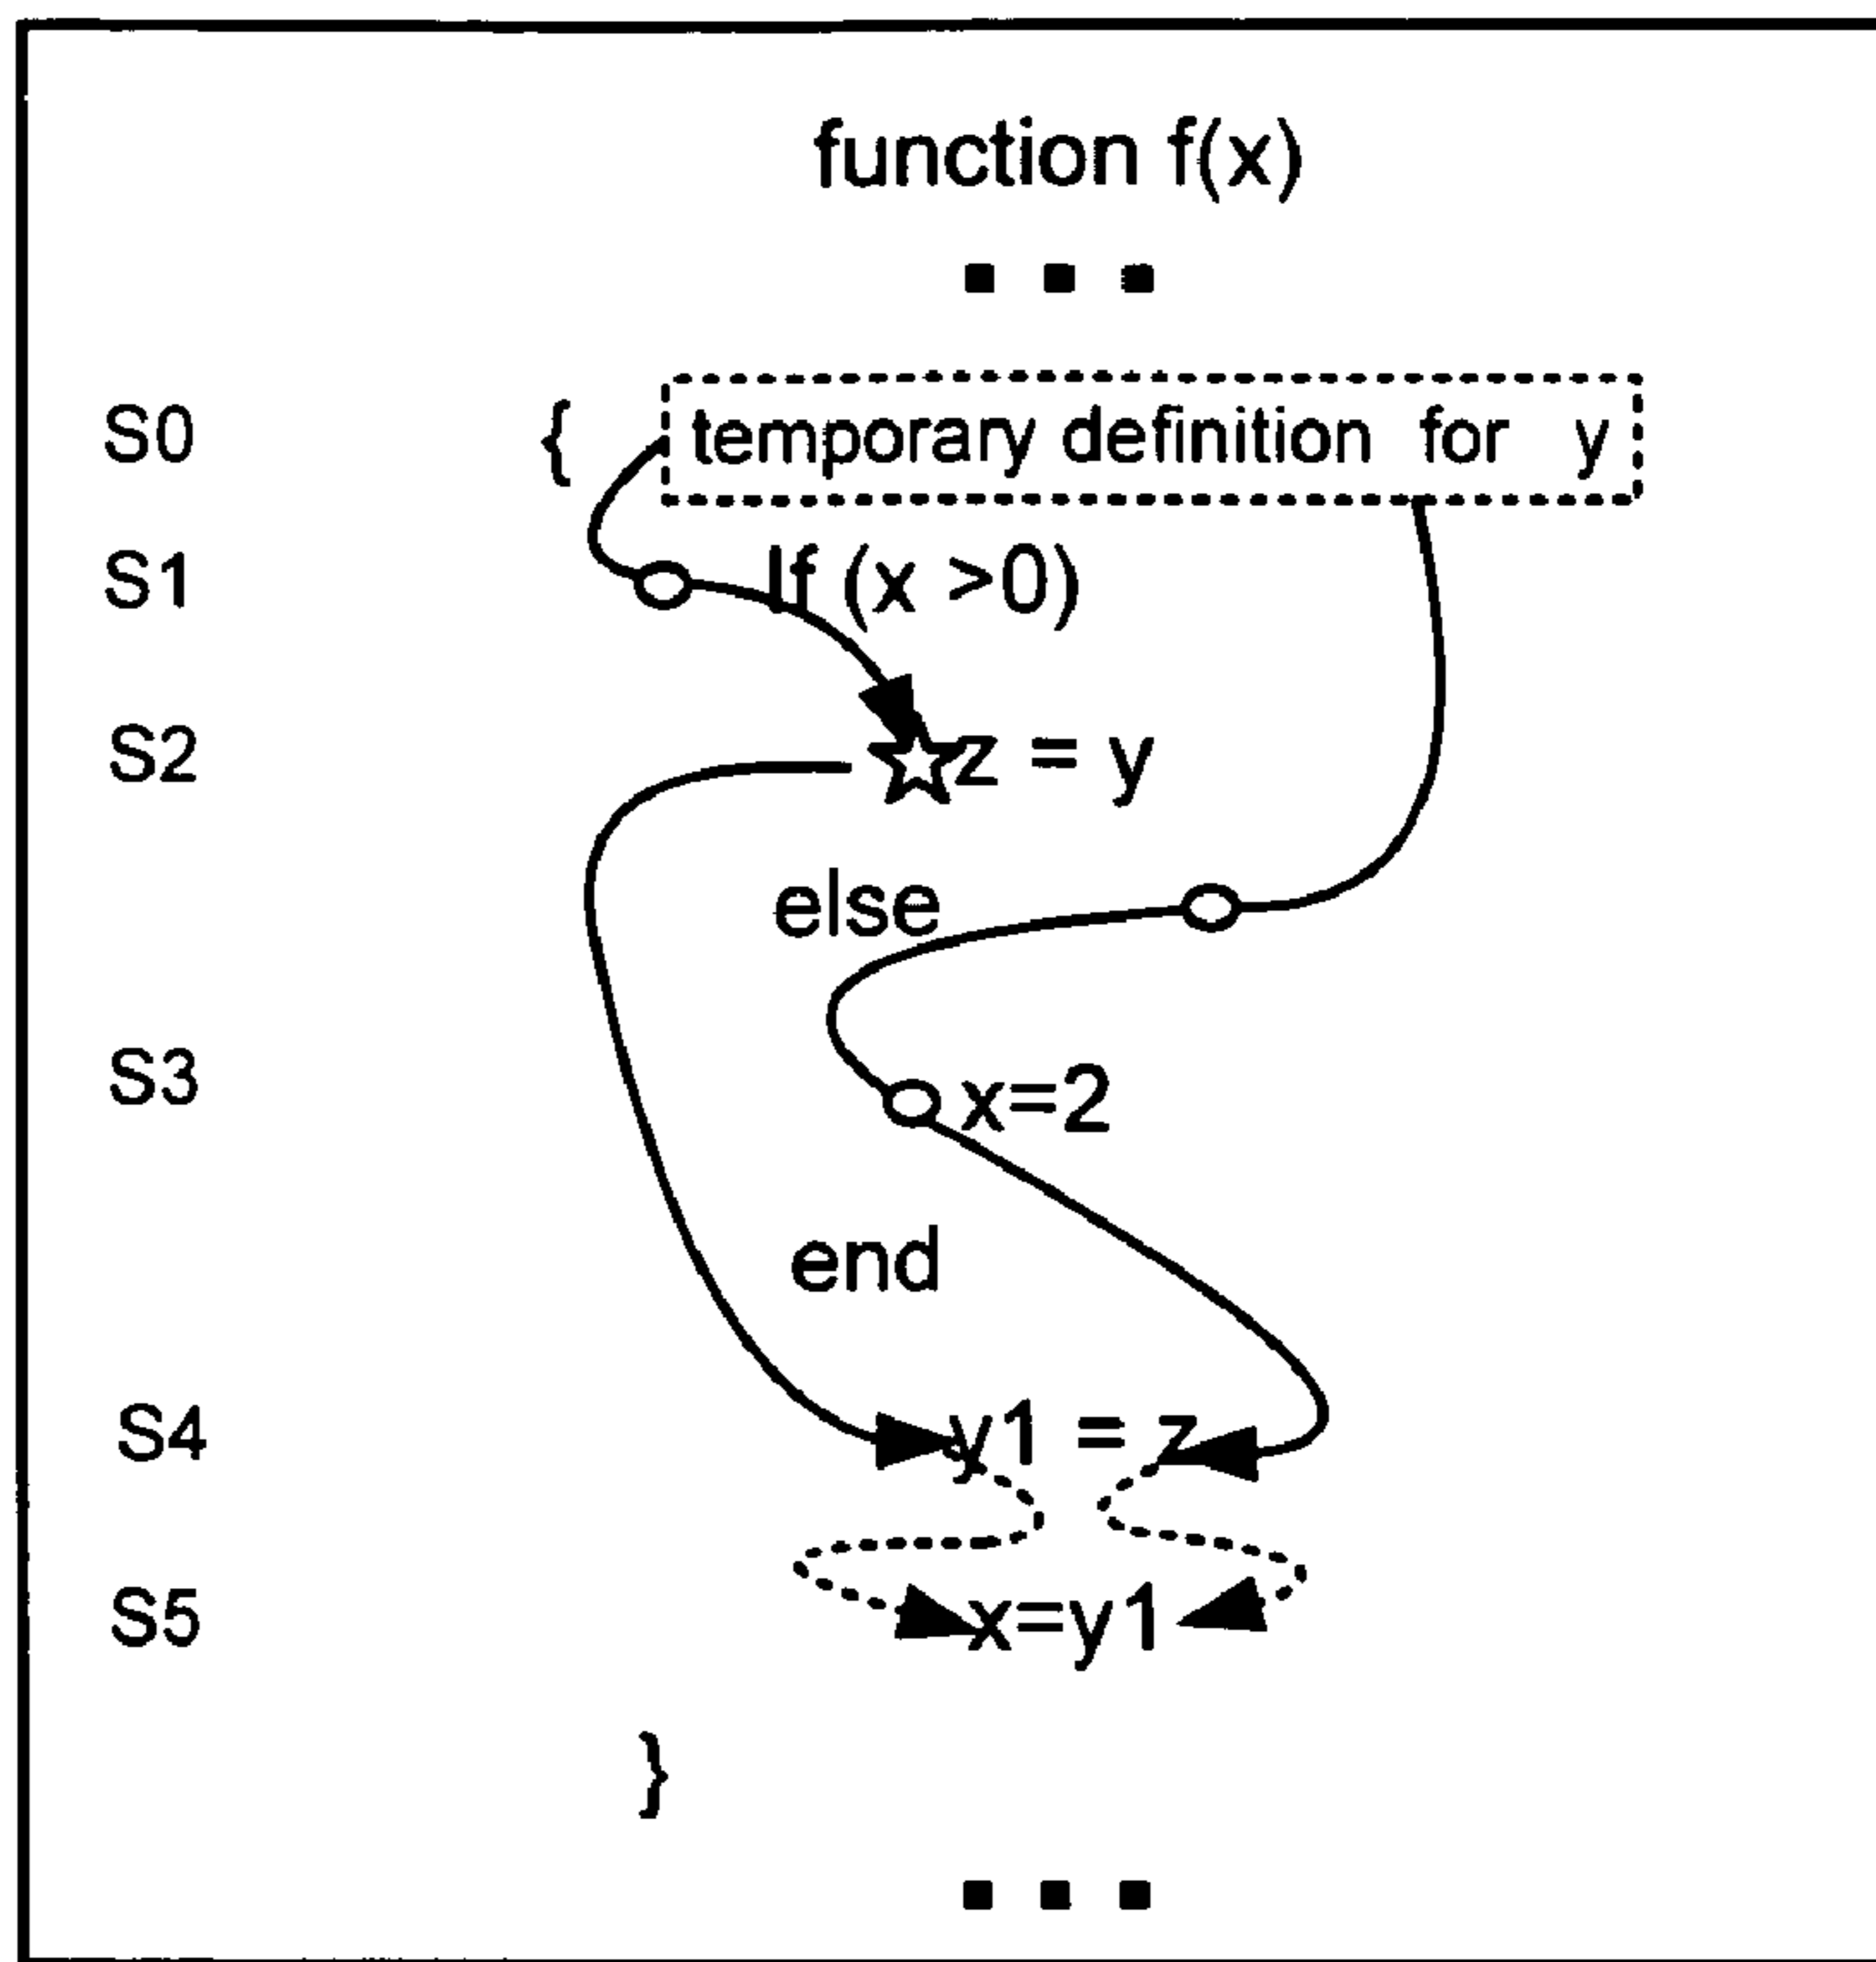 function f(x)
S0 { temporary definition for y
S1 If (x >0)
S2 z = y
else
S3 x=2
end
S4 y1 = z
S5 x=y1
}